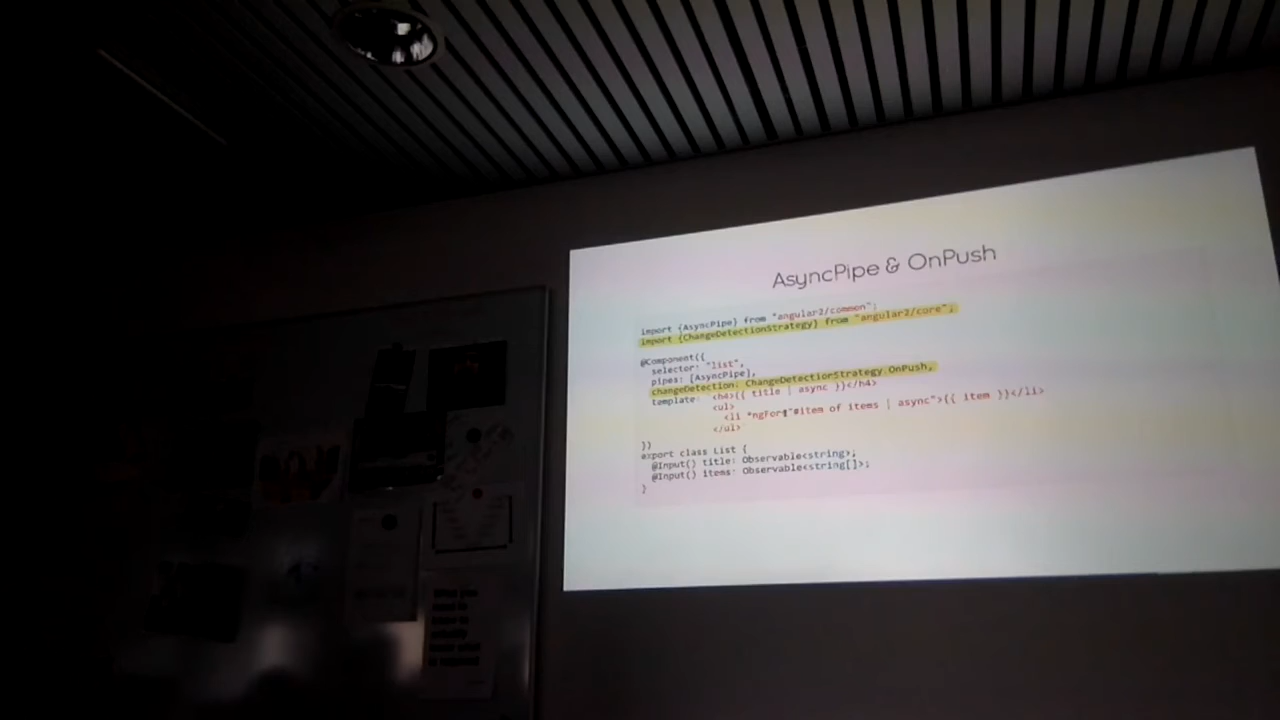 AsyncPipe & OnPush
import {AsyncPipe} from "angular2/common";
import {ChangeDetectionStrategy} from "angular2/core";
@Component({
selector: "list",
pipes: [AsyncPipe],
changeDetection: ChangeDetectionStrategy.OnPush,
template: `<h4>{{ title | async }}</h4>
<ul>
<li *ngFor="#item of items | async">{{ item }}</li>
</ul>`
})
export class List {
@Input() title: Observable<string>;
@Input() items: Observable<string[]>;
}